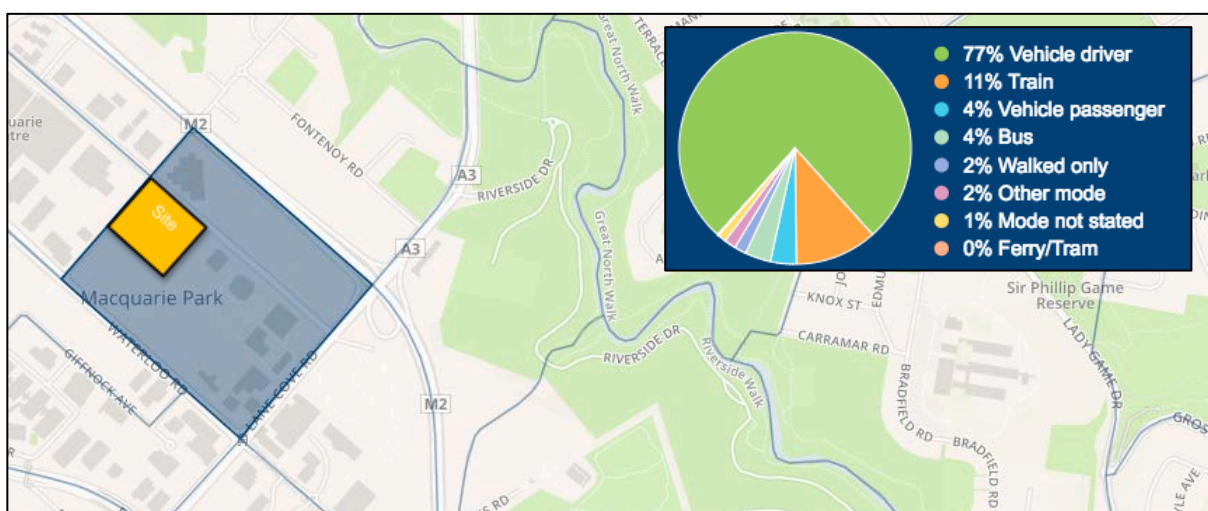 M2
FONTENOY RD
A3
RIVERSIDE DR
Great North Walk
77% Vehicle driver
11% Train
4% Vehicle passenger
4% Bus
2% Walked only
2% Other mode
1% Mode not stated
0% Ferry/Tram
Site
A3
Great North Walk
Macquarie Park
WATERLOO RD
GIFFNOCK AVE
LANE COVE RD
M2
RIVERSIDE DR
Riverside Walk
KNOX ST
CARRAMAR RD
BRADFIELD RD
BRADFIELD RD
Sir Phillip Game
Reserve
LADY GAME DR